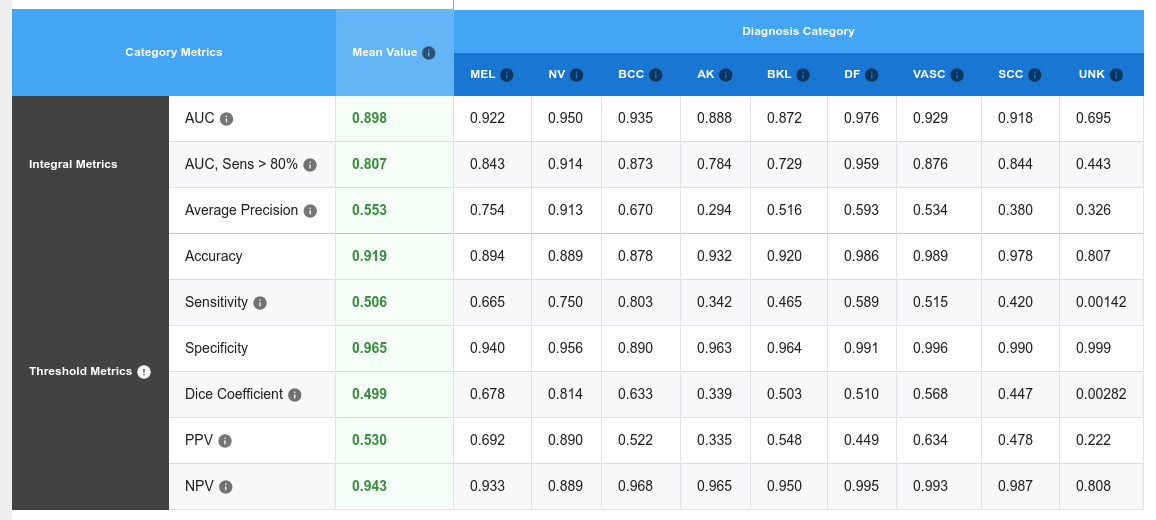 Diagnosis Category
Category Metrics Mean Value
MEL NV BCC AK BKL DF VASC SCC UNK
AUC 0.898 0.922 0.950 0.935 0.888 0.872 0.976 0.929 0.918 0.695
Integral Metrics AUC, Sens > 80% 0.807 0.843 0.914 0.873 0.784 0.729 0.959 0.876 0.844 0.443
Average Precision 0.553 0.754 0.913 0.670 0.294 0.516 0.593 0.534 0.380 0.326
Accuracy 0.919 0.894 0.889 0.878 0.932 0.920 0.986 0.989 0.978 0.807
Sensitivity 0.506 0.665 0.750 0.803 0.342 0.465 0.589 0.515 0.420 0.00142
Specificity 0.965 0.940 0.956 0.890 0.963 0.964 0.991 0.996 0.990 0.999
Threshold Metrics
Dice Coefficient 0.499 0.678 0.814 0.633 0.339 0.503 0.510 0.568 0.447 0.00282
PPV 0.530 0.692 0.890 0.522 0.335 0.548 0.449 0.634 0.478 0.222
NPV 0.943 0.933 0.889 0.968 0.965 0.950 0.995 0.993 0.987 0.808